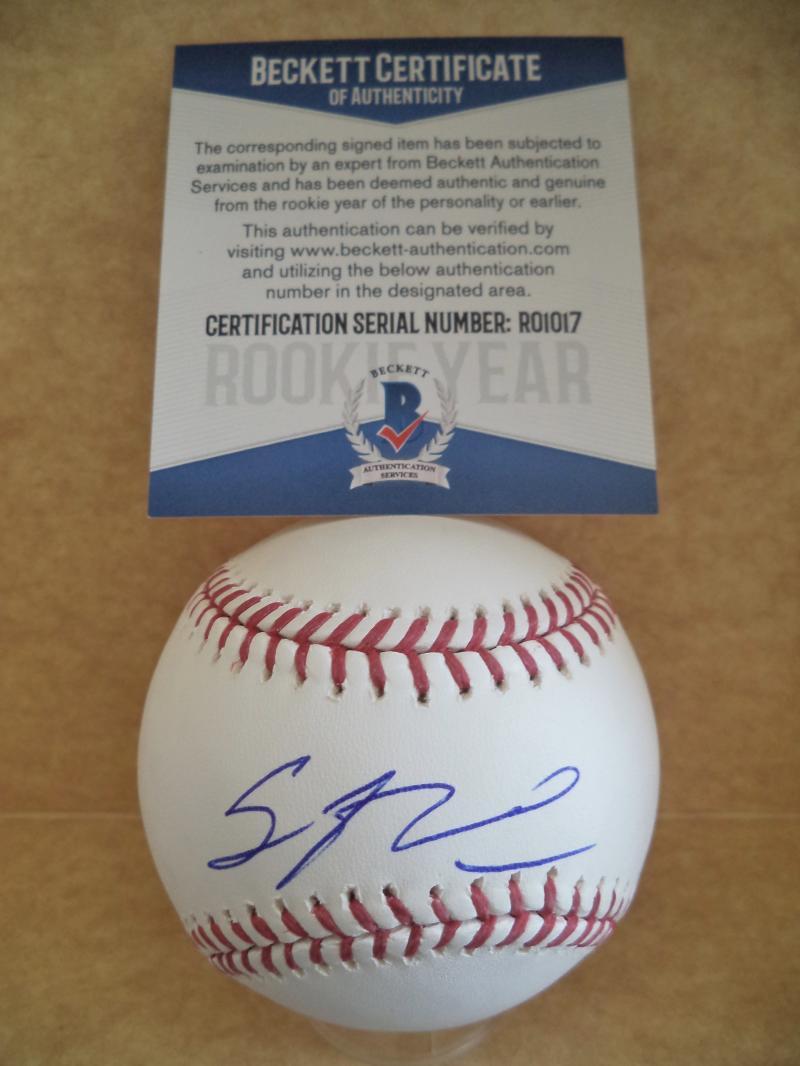 BECKETT CERTIFICATE
OF AUTHENTICITY
The corresponding signed item has been subjected to
examination by an expert from Beckett Authentication
Services and has been deemed authentic and genuine
from the rookie year of the personality or earlier.
This authentication can be verified by
visiting www.beckett-authentication.com
and utilizing the below authentication
number in the designated area.
CERTIFICATION SERIAL NUMBER: R01017
ROOKIE YEAR
BECKETT
B
AUTHENTICATION
SERVICES